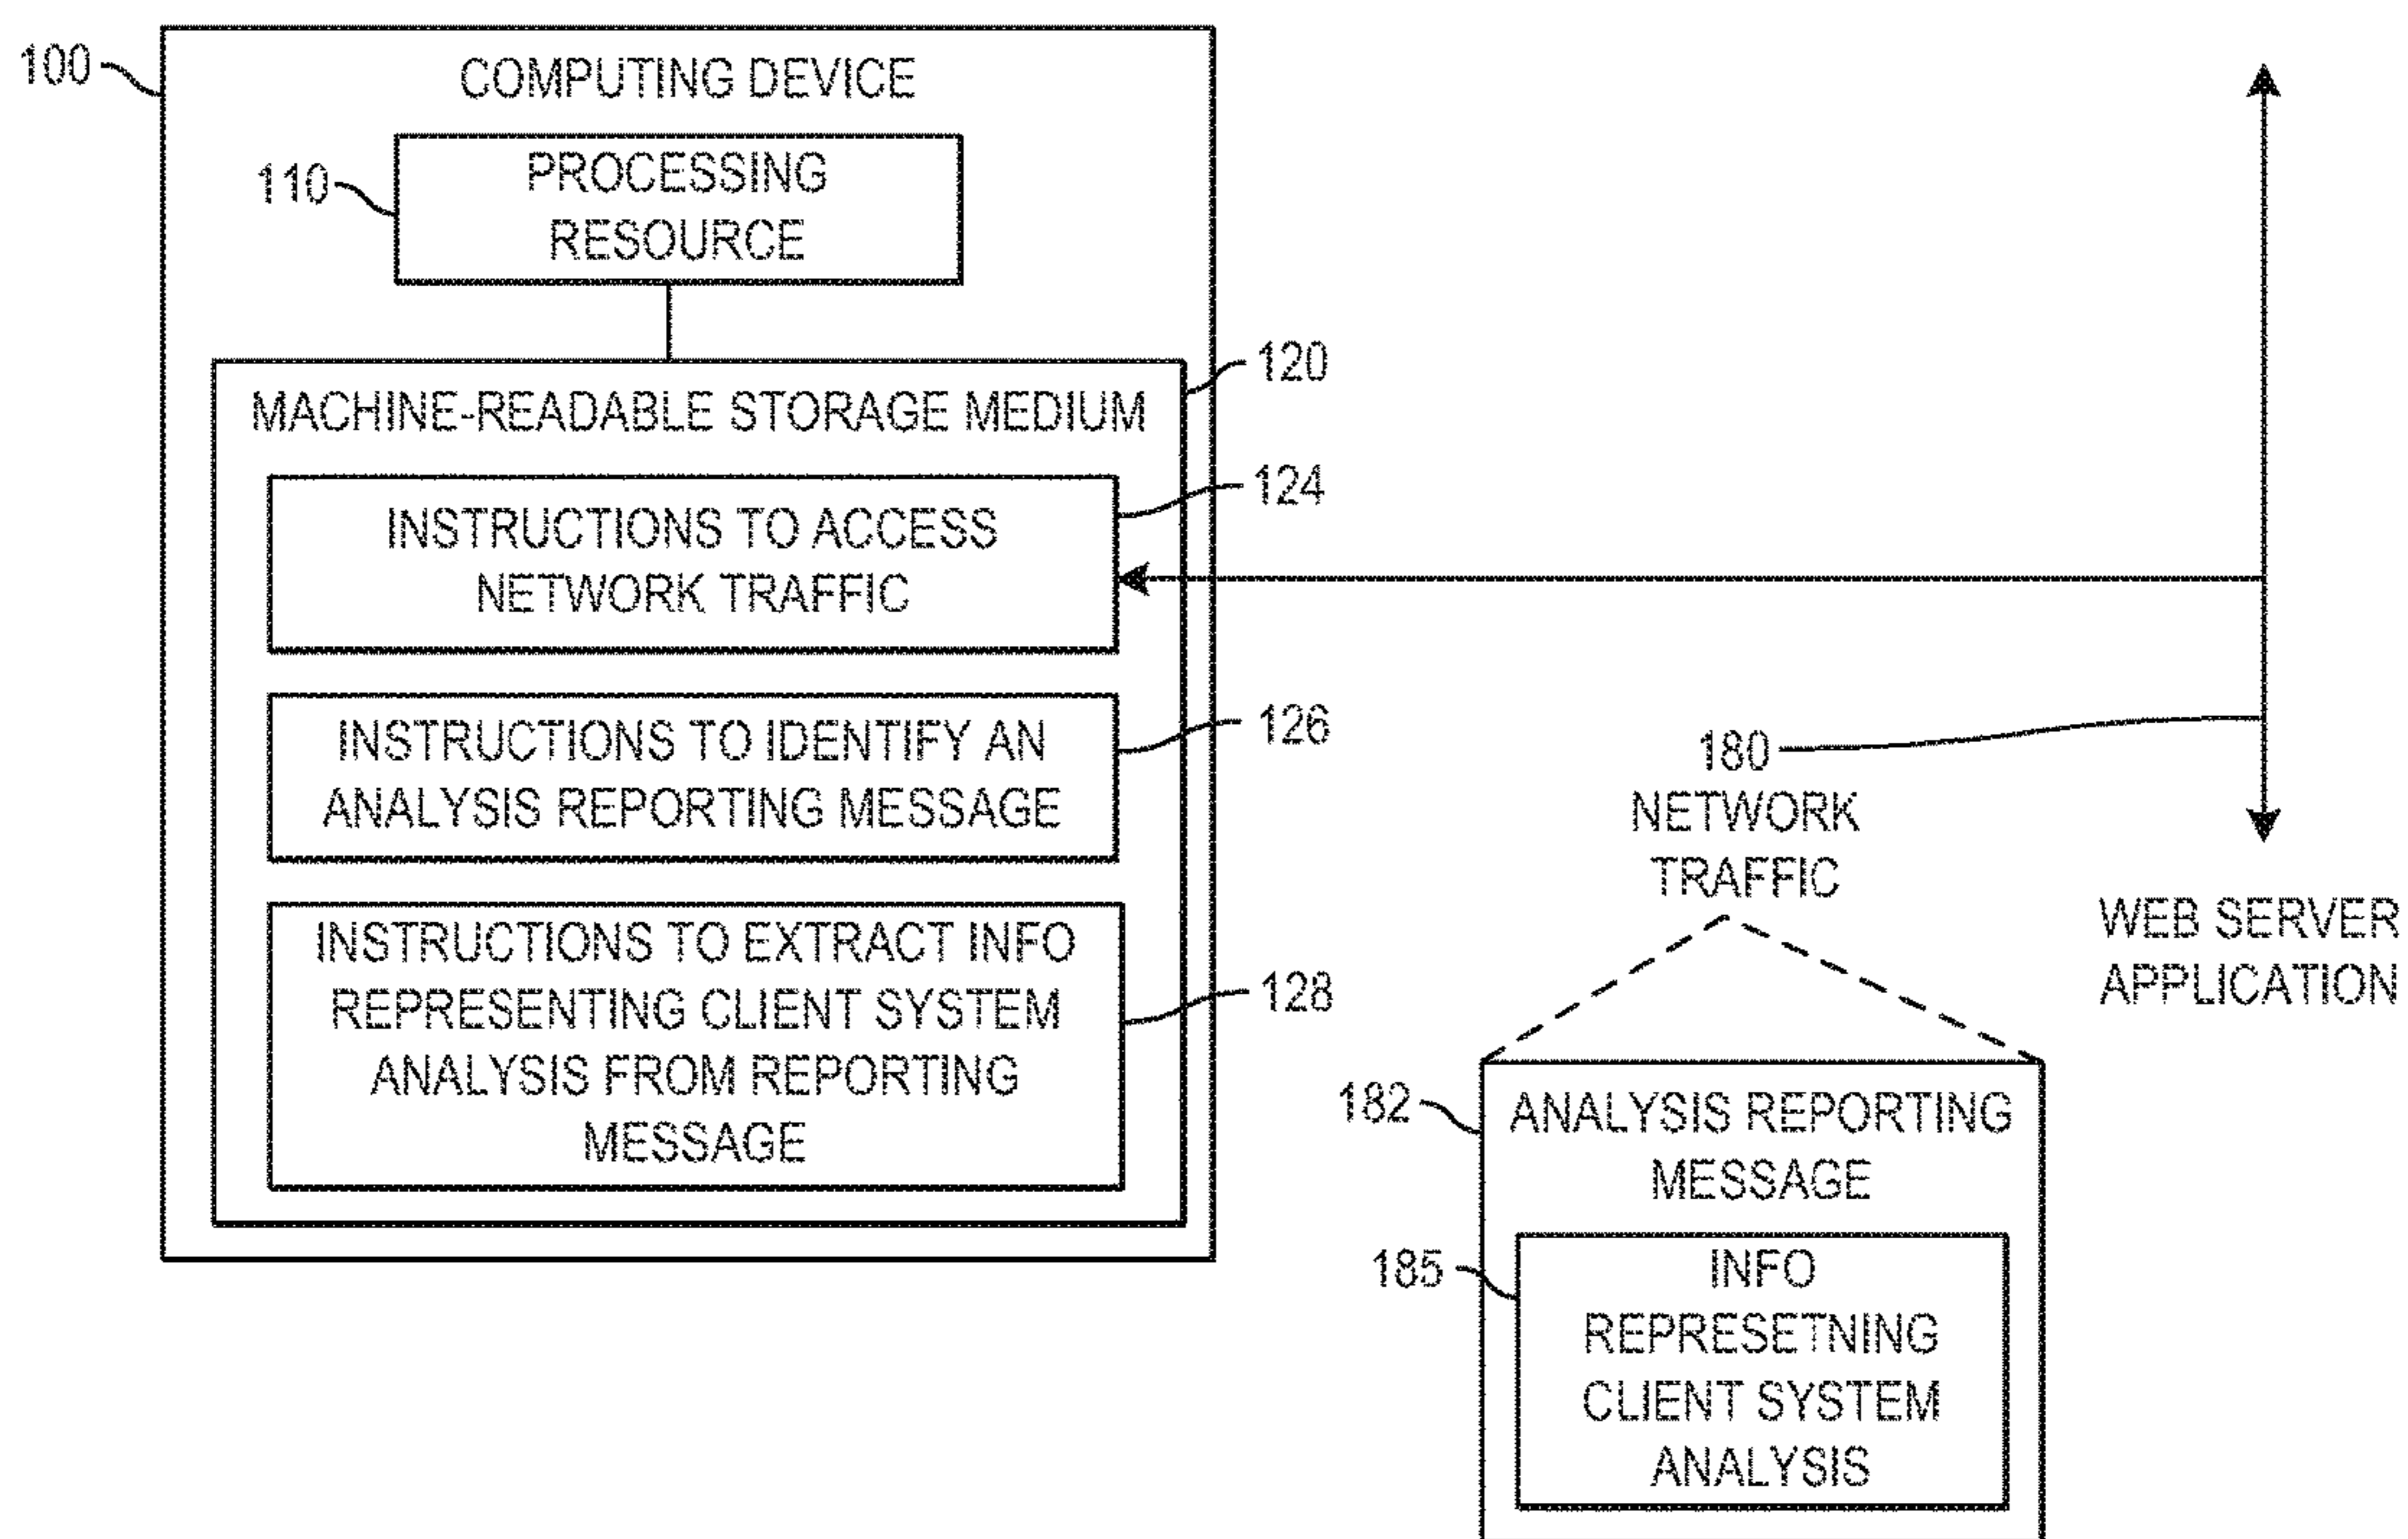 100
COMPUTING DEVICE
110
PROCESSING
RESOURCE
120
MACHINE-READABLE STORAGE MEDIUM
124
INSTRUCTIONS TO ACCESS
NETWORK TRAFFIC
126
INSTRUCTIONS TO IDENTIFY AN
ANALYSIS REPORTING MESSAGE
128
INSTRUCTIONS TO EXTRACT INFO
REPRESENTING CLIENT SYSTEM
ANALYSIS FROM REPORTING
MESSAGE
180
NETWORK
TRAFFIC
WEB SERVER
APPLICATION
182
ANALYSIS REPORTING
MESSAGE
185
INFO
REPRESETNING
CLIENT SYSTEM
ANALYSIS